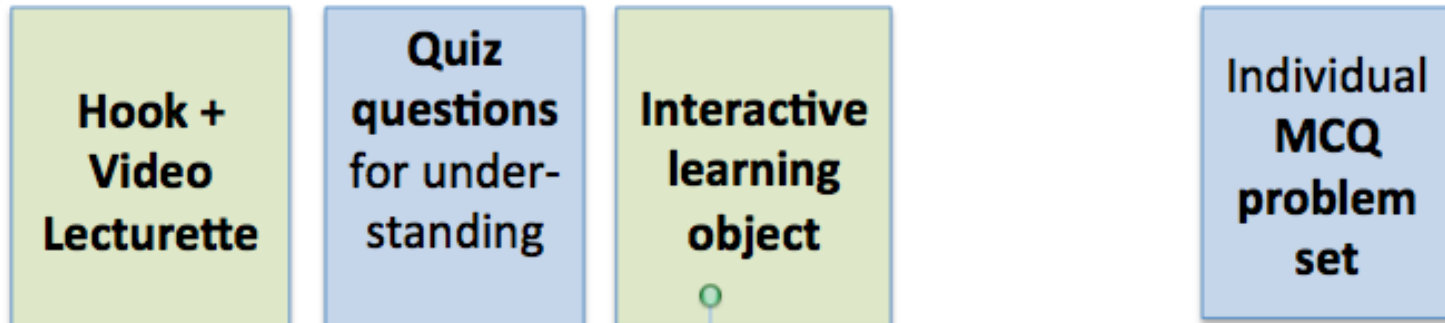 Hook +
Video
Lecturette
Quiz
questions
for under-
standing
Interactive
learning
object
Individual
MCQ
problem
set